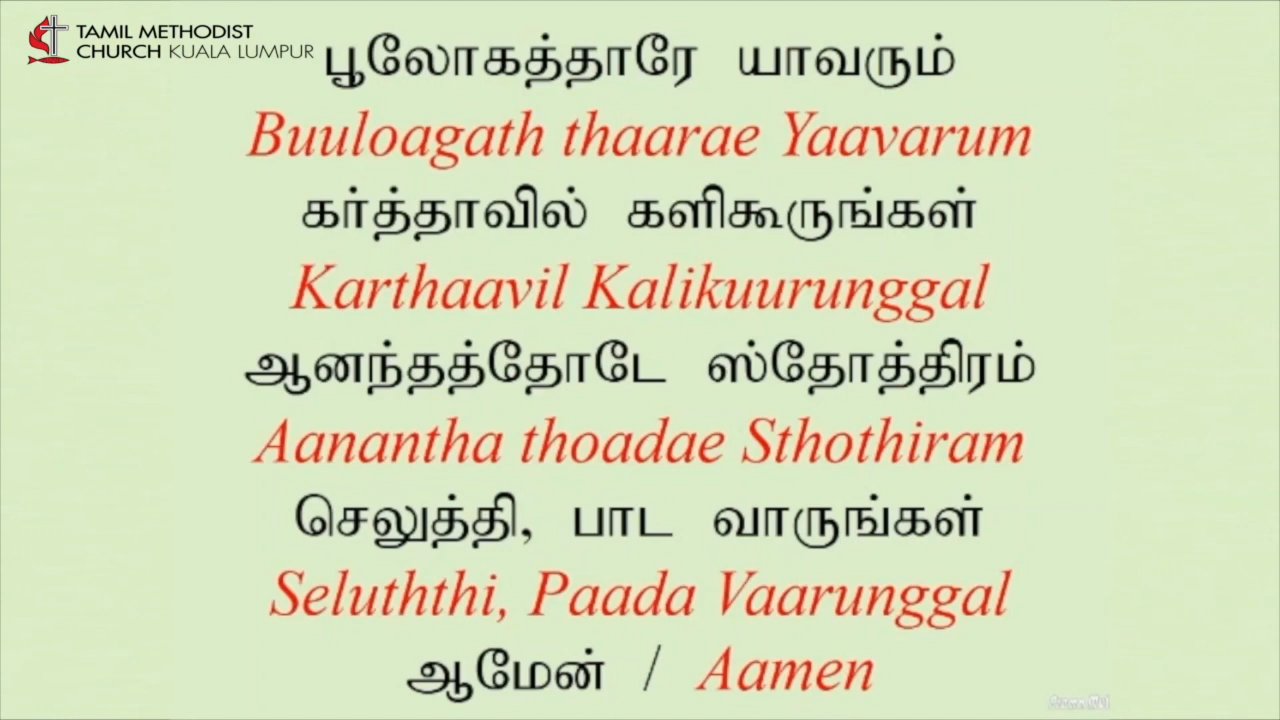 TAMIL METHODIST
CHURCH KUALA LUMPUR
பூலோகத்தாரே யாவரும்
Buuloagath thaarae Yaavarum
கர்த்தாவில் களிகூருங்கள்
Karthaavil Kalikuurunggal
ஆனந்தத்தோடே ஸ்தோத்திரம்
Aanantha thoadae Sthothiram
செலுத்தி, பாட வாருங்கள்
Seluththi, Paada Vaarunggal
ஆமேன் / Aamen